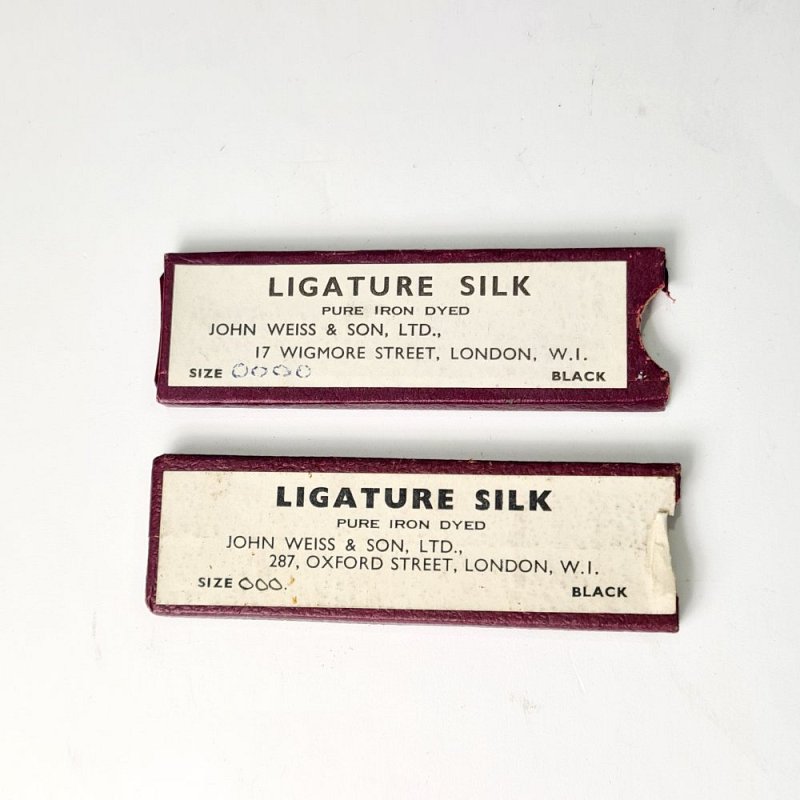 LIGATURE SILK
PURE IRON DYED
JOHN WEISS & SON, LTD.,
17 WIGMORE STREET, LONDON, W.I.
SIZE 0000 BLACK
LIGATURE SILK
PURE IRON DYED
JOHN WEISS & SON, LTD.,
287, OXFORD STREET, LONDON, W.I.
SIZE 000. BLACK